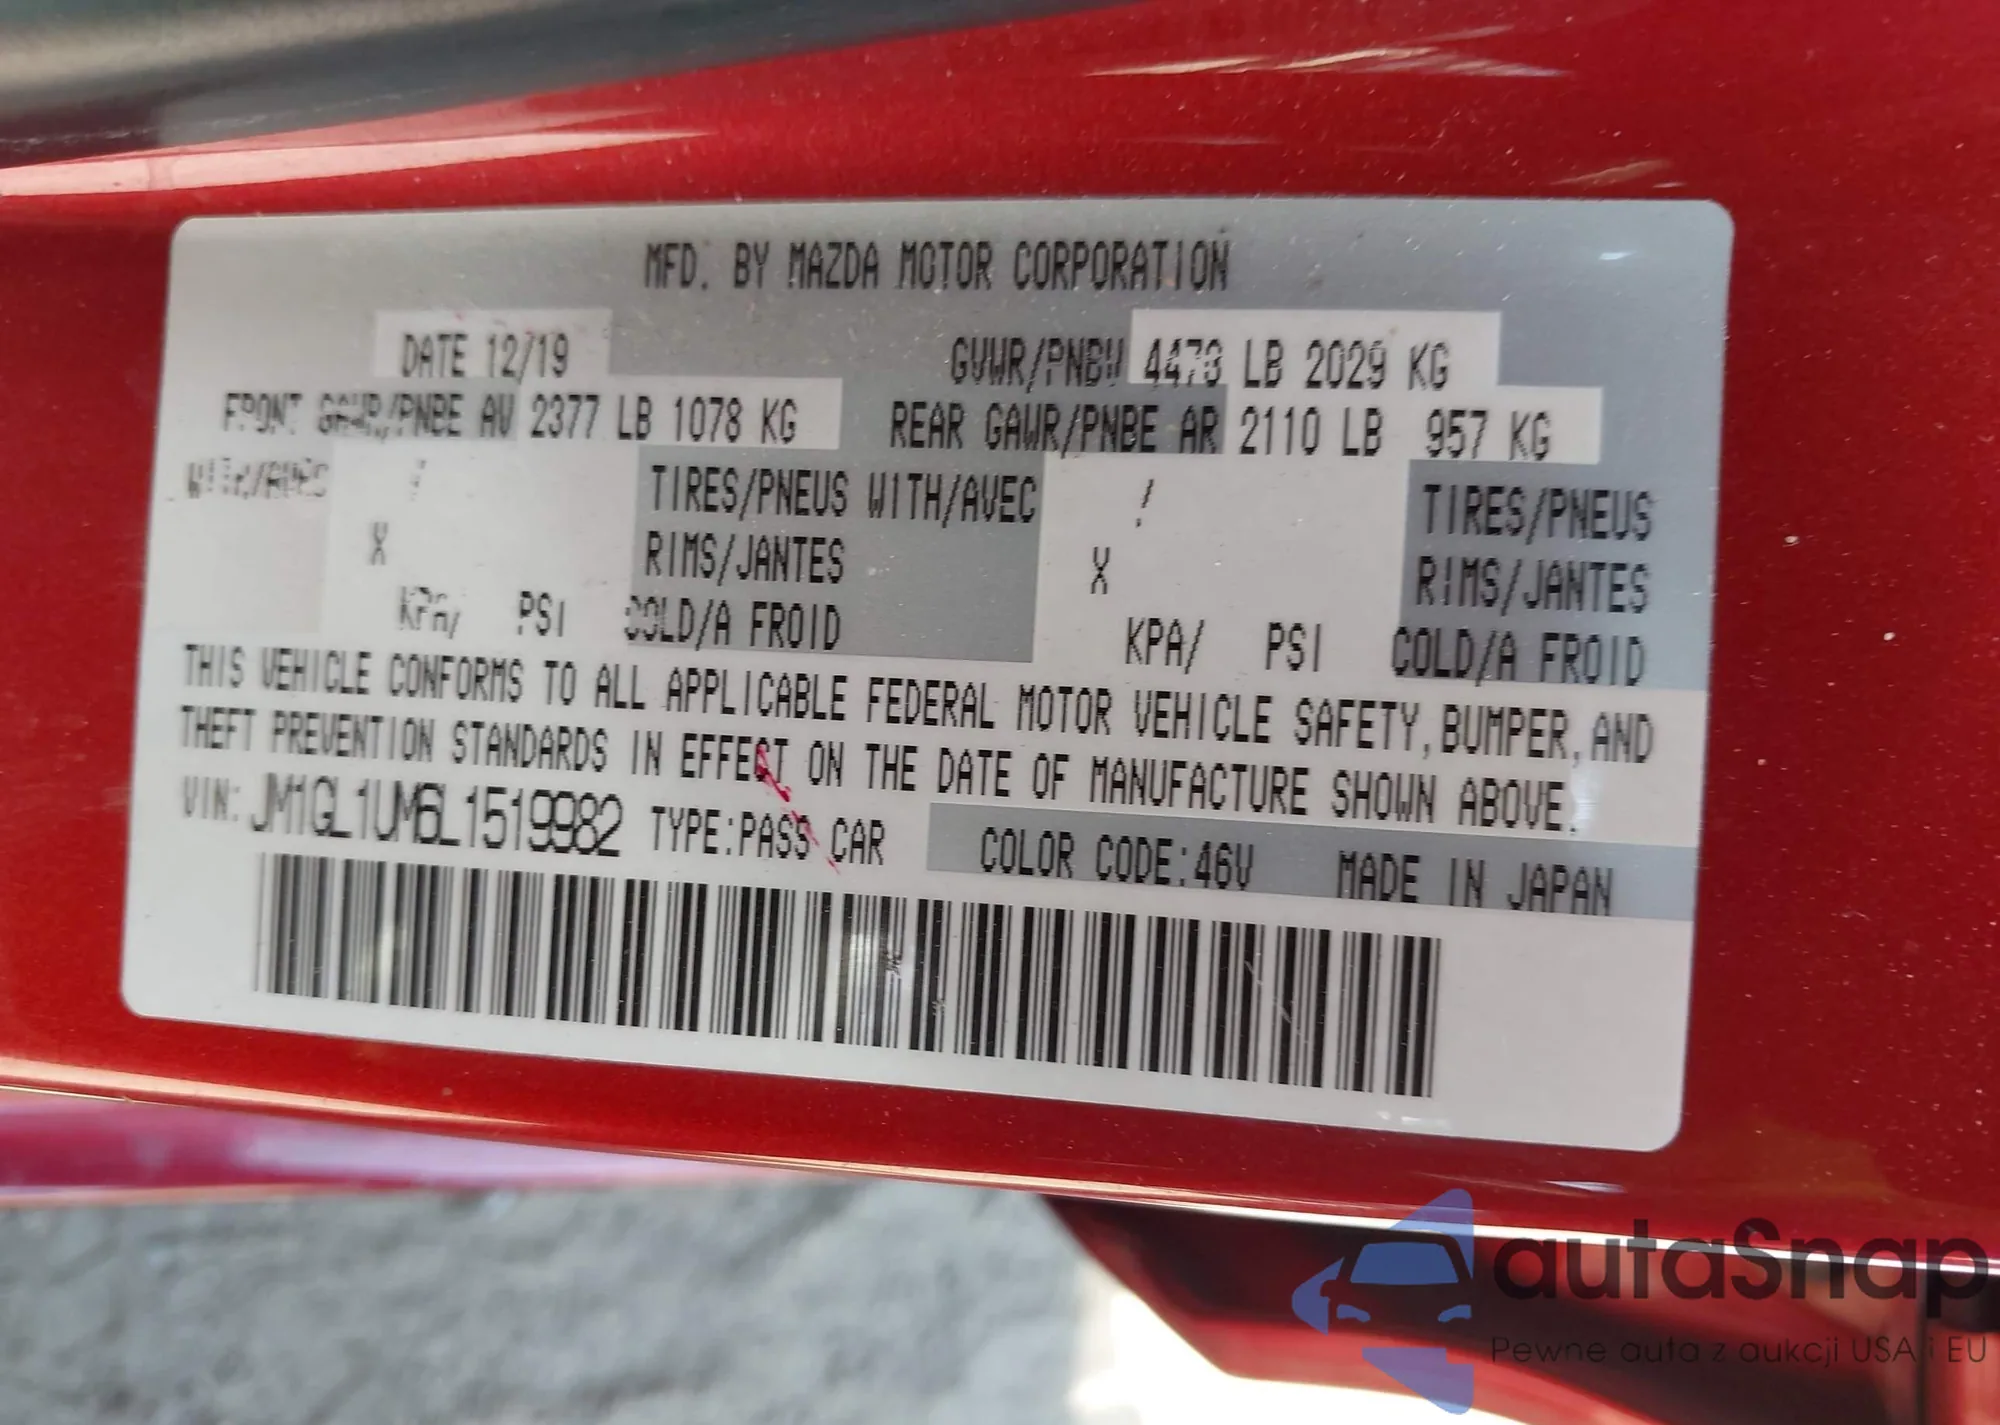 MFD. BY MAZDA MOTOR CORPORATION
DATE 12/19 GVWR/PNBV 4473 LB 2029 KG
FRONT GAWR/PNBE AV 2377 LB 1078 KG REAR GAWR/PNBE AR 2110 LB 957 KG
WITH/AVEC / TIRES/PNEUS WITH/AVEC / TIRES/PNEUS
X RIMS/JANTES X RIMS/JANTES
KPA/ PSI COLD/A FROID KPA/ PSI COLD/A FROID
THIS VEHICLE CONFORMS TO ALL APPLICABLE FEDERAL MOTOR VEHICLE SAFETY, BUMPER, AND
THEFT PREVENTION STANDARDS IN EFFECT ON THE DATE OF MANUFACTURE SHOWN ABOVE.
VIN: JM1GL1UM6L1519982 TYPE: PASS CAR COLOR CODE: 46V MADE IN JAPAN
autaSnap
Pewne auta z aukcji USA i EU